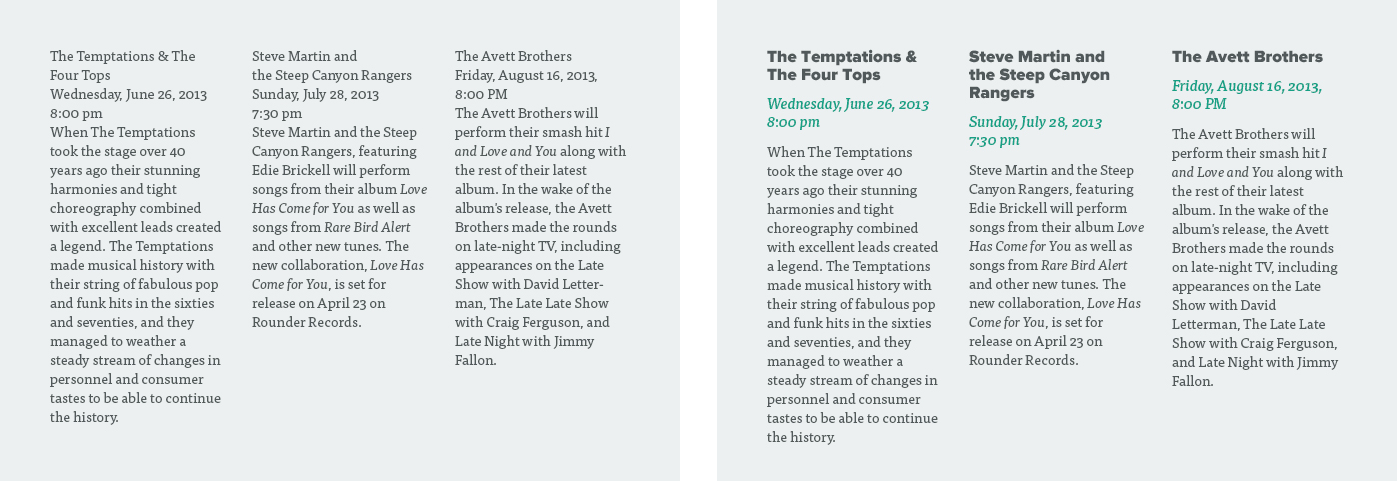 The Temptations & The
Four Tops
Wednesday, June 26, 2013
8:00 pm
When The Temptations
took the stage over 40
years ago their stunning
harmonies and tight
choreography combined
with excellent leads created
a legend. The Temptations
made musical history with
their string of fabulous pop
and funk hits in the sixties
and seventies, and they
managed to weather a
steady stream of changes in
personnel and consumer
tastes to be able to continue
the history.
Steve Martin and
the Steep Canyon Rangers
Sunday, July 28, 2013
7:30 pm
Steve Martin and the Steep
Canyon Rangers, featuring
Edie Brickell will perform
songs from their album Love
Has Come for You as well as
songs from Rare Bird Alert
and other new tunes. The
new collaboration, Love Has
Come for You, is set for
release on April 23 on
Rounder Records.
The Avett Brothers
Friday, August 16, 2013,
8:00 PM
The Avett Brothers will
perform their smash hit I
and Love and You along with
the rest of their latest
album. In the wake of the
album's release, the Avett
Brothers made the rounds
on late-night TV, including
appearances on the Late
Show with David Letter-
man, The Late Late Show
with Craig Ferguson, and
Late Night with Jimmy
Fallon.
The Temptations &
The Four Tops
Wednesday, June 26, 2013
8:00 pm
When The Temptations
took the stage over 40
years ago their stunning
harmonies and tight
choreography combined
with excellent leads created
a legend. The Temptations
made musical history with
their string of fabulous pop
and funk hits in the sixties
and seventies, and they
managed to weather a
steady stream of changes in
personnel and consumer
tastes to be able to continue
the history.
Steve Martin and
the Steep Canyon
Rangers
Sunday, July 28, 2013
7:30 pm
Steve Martin and the Steep
Canyon Rangers, featuring
Edie Brickell will perform
songs from their album Love
Has Come for You as well as
songs from Rare Bird Alert
and other new tunes. The
new collaboration, Love Has
Come for You, is set for
release on April 23 on
Rounder Records.
The Avett Brothers
Friday, August 16, 2013,
8:00 PM
The Avett Brothers will
perform their smash hit I
and Love and You along with
the rest of their latest
album. In the wake of the
album's release, the Avett
Brothers made the rounds
on late-night TV, including
appearances on the Late
Show with David
Letterman, The Late Late
Show with Craig Ferguson,
and Late Night with Jimmy
Fallon.